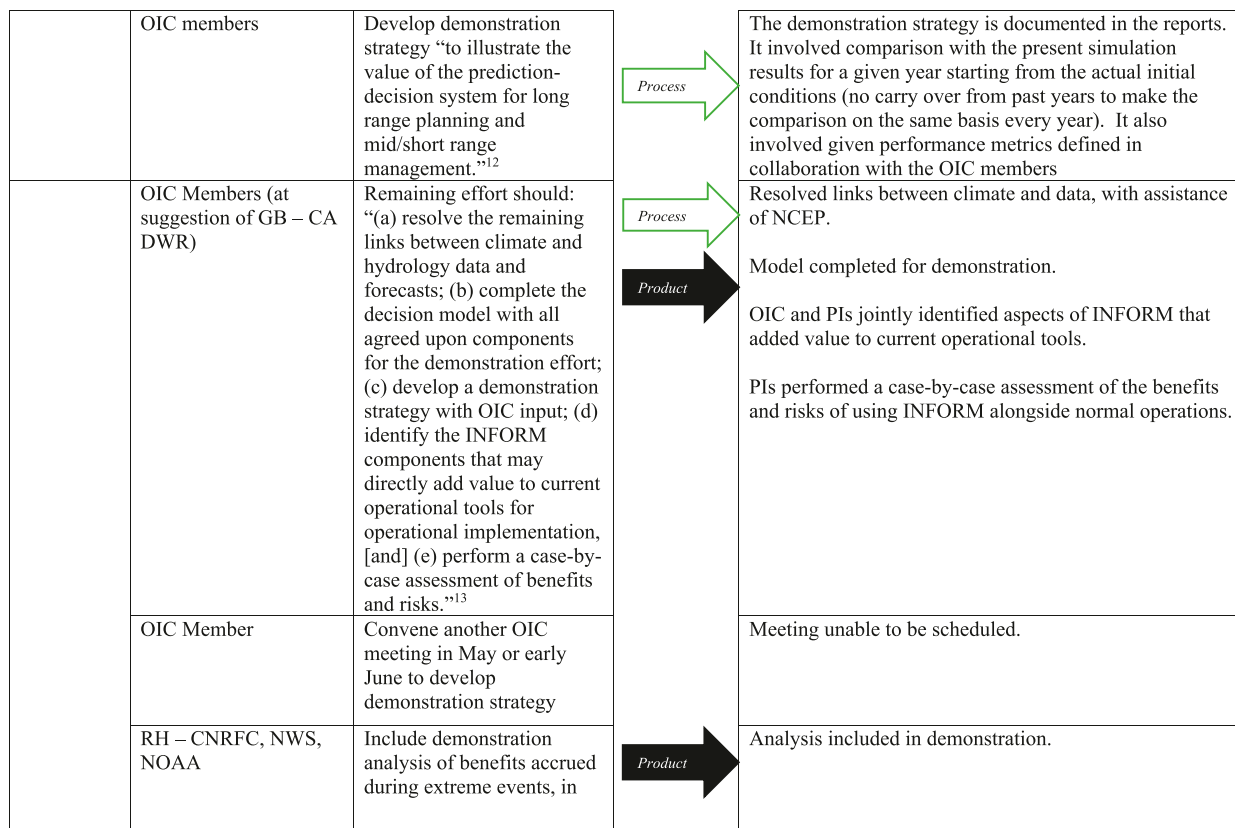 OIC members
Develop demonstration
strategy “to illustrate the
value of the prediction-
decision system for long
range planning and
mid/short range
management.”12
Process
The demonstration strategy is documented in the reports.
It involved comparison with the present simulation
results for a given year starting from the actual initial
conditions (no carry over from past years to make the
comparison on the same basis every year).  It also
involved given performance metrics defined in
collaboration with the OIC members
OIC Members (at
suggestion of GB – CA
DWR)
Remaining effort should:
“(a) resolve the remaining
links between climate and
hydrology data and
forecasts; (b) complete the
decision model with all
agreed upon components
for the demonstration effort;
(c) develop a demonstration
strategy with OIC input; (d)
identify the INFORM
components that may
directly add value to current
operational tools for
operational implementation,
[and] (e) perform a case-by-
case assessment of benefits
and risks.”13
Process
Product
Resolved links between climate and data, with assistance
of NCEP.
Model completed for demonstration.
OIC and PIs jointly identified aspects of INFORM that
added value to current operational tools.
PIs performed a case-by-case assessment of the benefits
and risks of using INFORM alongside normal operations.
OIC Member
Convene another OIC
meeting in May or early
June to develop
demonstration strategy
Meeting unable to be scheduled.
RH – CNRFC, NWS,
NOAA
Include demonstration
analysis of benefits accrued
during extreme events, in
Product
Analysis included in demonstration.